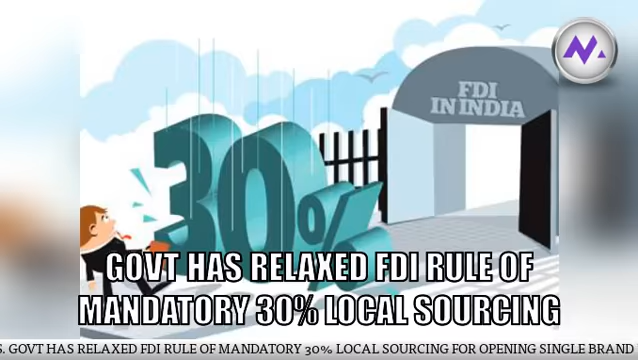 FDI
IN INDIA
30%
GOVT HAS RELAXED FDI RULE OF
MANDATORY 30% LOCAL SOURCING
S. GOVT HAS RELAXED FDI RULE OF MANDATORY 30% LOCAL SOURCING FOR OPENING SINGLE BRAND